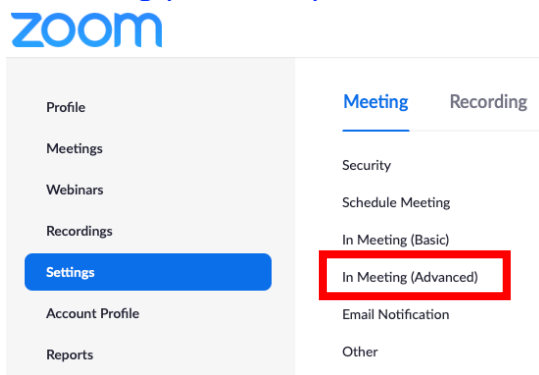 zoom
Profile
Meetings
Webinars
Recordings
Settings
Account Profile
Reports
Meeting Recording
Security
Schedule Meeting
In Meeting (Basic)
In Meeting (Advanced)
Email Notification
Other